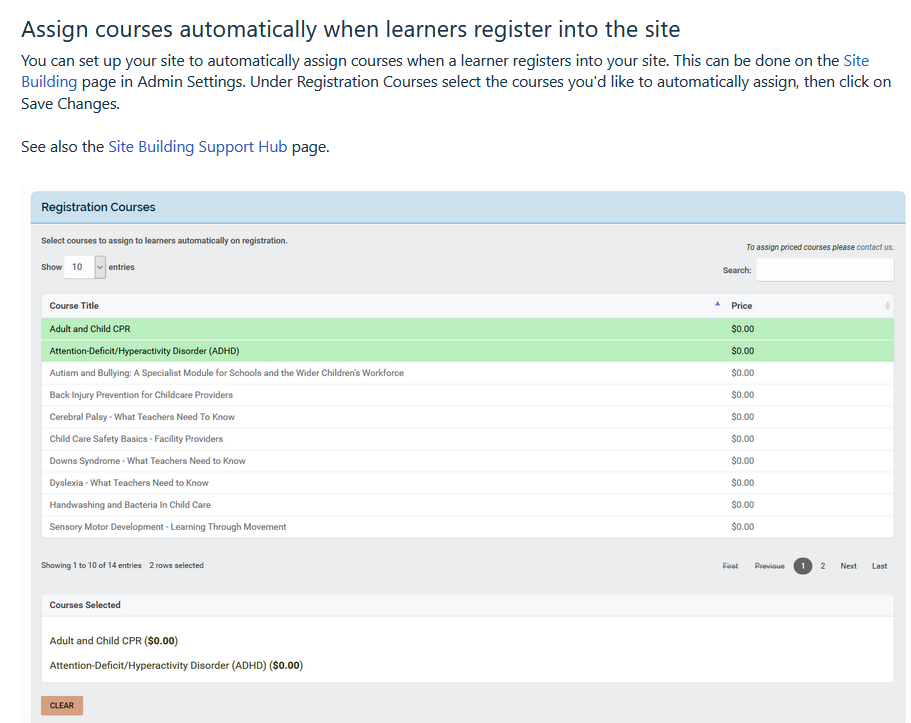 Assign courses automatically when learners register into the site
You can set up your site to automatically assign courses when a learner registers into your site. This can be done on the Site
Building page in Admin Settings. Under Registration Courses select the courses you'd like to automatically assign, then click on
Save Changes.
See also the Site Building Support Hub page.
Registration Courses
Select courses to assign to learners automatically on registration.
To assign priced courses please contact us.
Show 10 entries
Search:
Course Title Price
Adult and Child CPR $0.00
Attention-Deficit/Hyperactivity Disorder (ADHD) $0.00
Autism and Bullying: A Specialist Module for Schools and the Wider Children's Workforce $0.00
Back Injury Prevention for Childcare Providers $0.00
Cerebral Palsy - What Teachers Need To Know $0.00
Child Care Safety Basics - Facility Providers $0.00
Downs Syndrome - What Teachers Need to Know $0.00
Dyslexia - What Teachers Need to Know $0.00
Handwashing and Bacteria In Child Care $0.00
Sensory Motor Development - Learning Through Movement $0.00
Showing 1 to 10 of 14 entries 2 rows selected
First Previous 1 2 Next Last
Courses Selected
Adult and Child CPR ($0.00)
Attention-Deficit/Hyperactivity Disorder (ADHD) ($0.00)
CLEAR